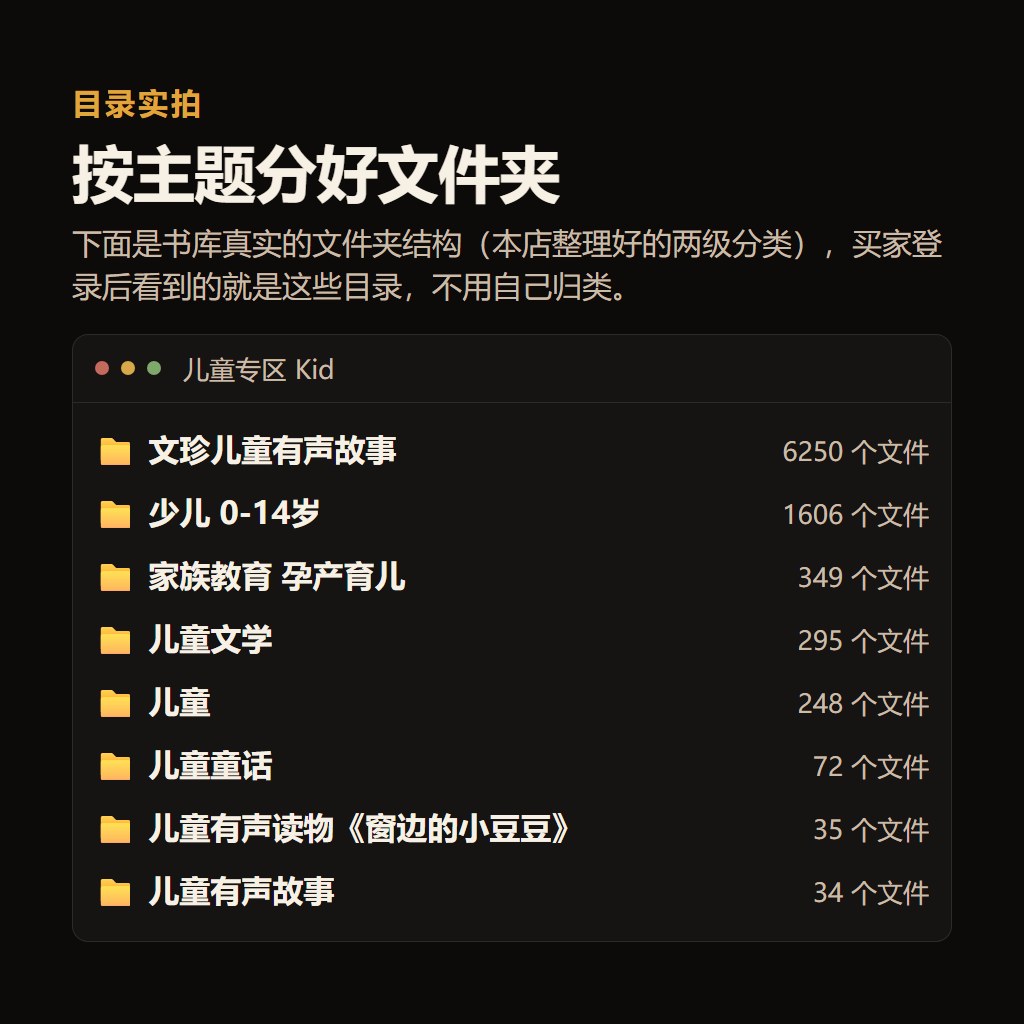 目录实拍
按主题分好文件夹
下面是书库真实的文件夹结构（本店整理好的两级分类），买家登
录后看到的就是这些目录，不用自己归类。
儿童专区 Kid
文珍儿童有声故事 6250 个文件
少儿 0-14岁 1606 个文件
家族教育 孕产育儿 349 个文件
儿童文学 295 个文件
儿童 248 个文件
儿童童话 72 个文件
儿童有声读物《窗边的小豆豆》 35 个文件
儿童有声故事 34 个文件